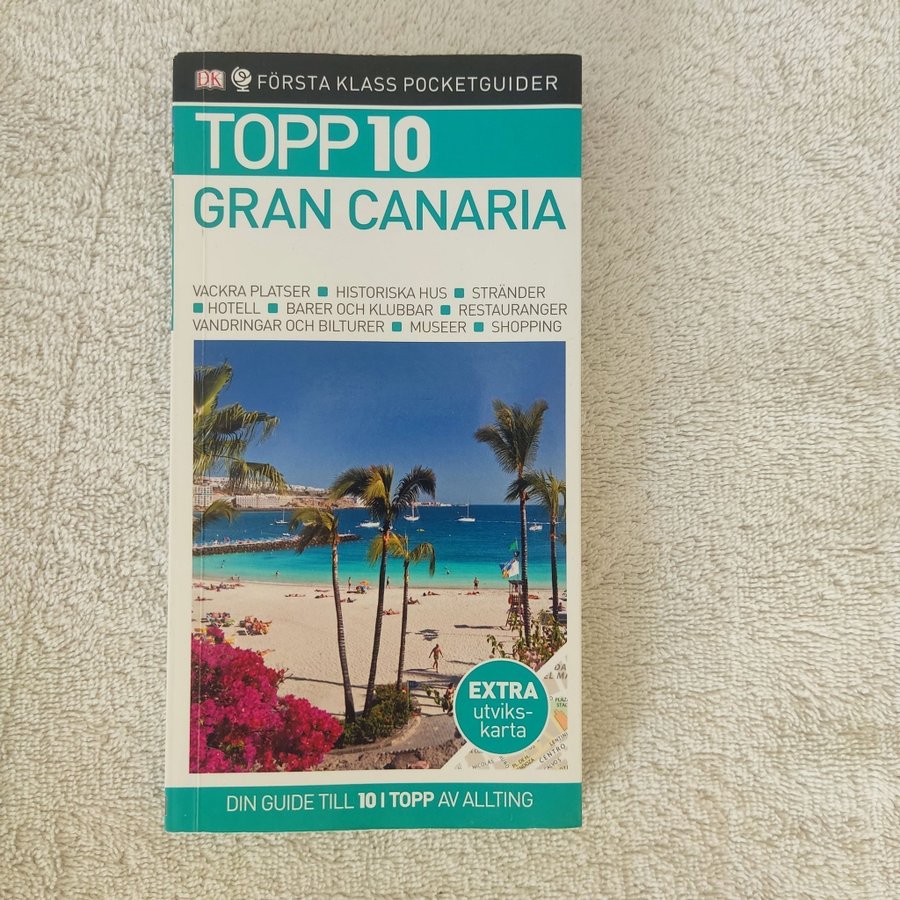 DK FÖRSTA KLASS POCKETGUIDER
TOPP 10
GRAN CANARIA
VACKRA PLATSER ■ HISTORISKA HUS ■ STRÄNDER
■ HOTELL ■ BARER OCH KLUBBAR ■ RESTAURANGER
VANDRINGAR OCH BILTURER ■ MUSEER ■ SHOPPING
EXTRA
utviks-
karta
CENTRO
DIN GUIDE TILL 10 I TOPP AV ALLTING